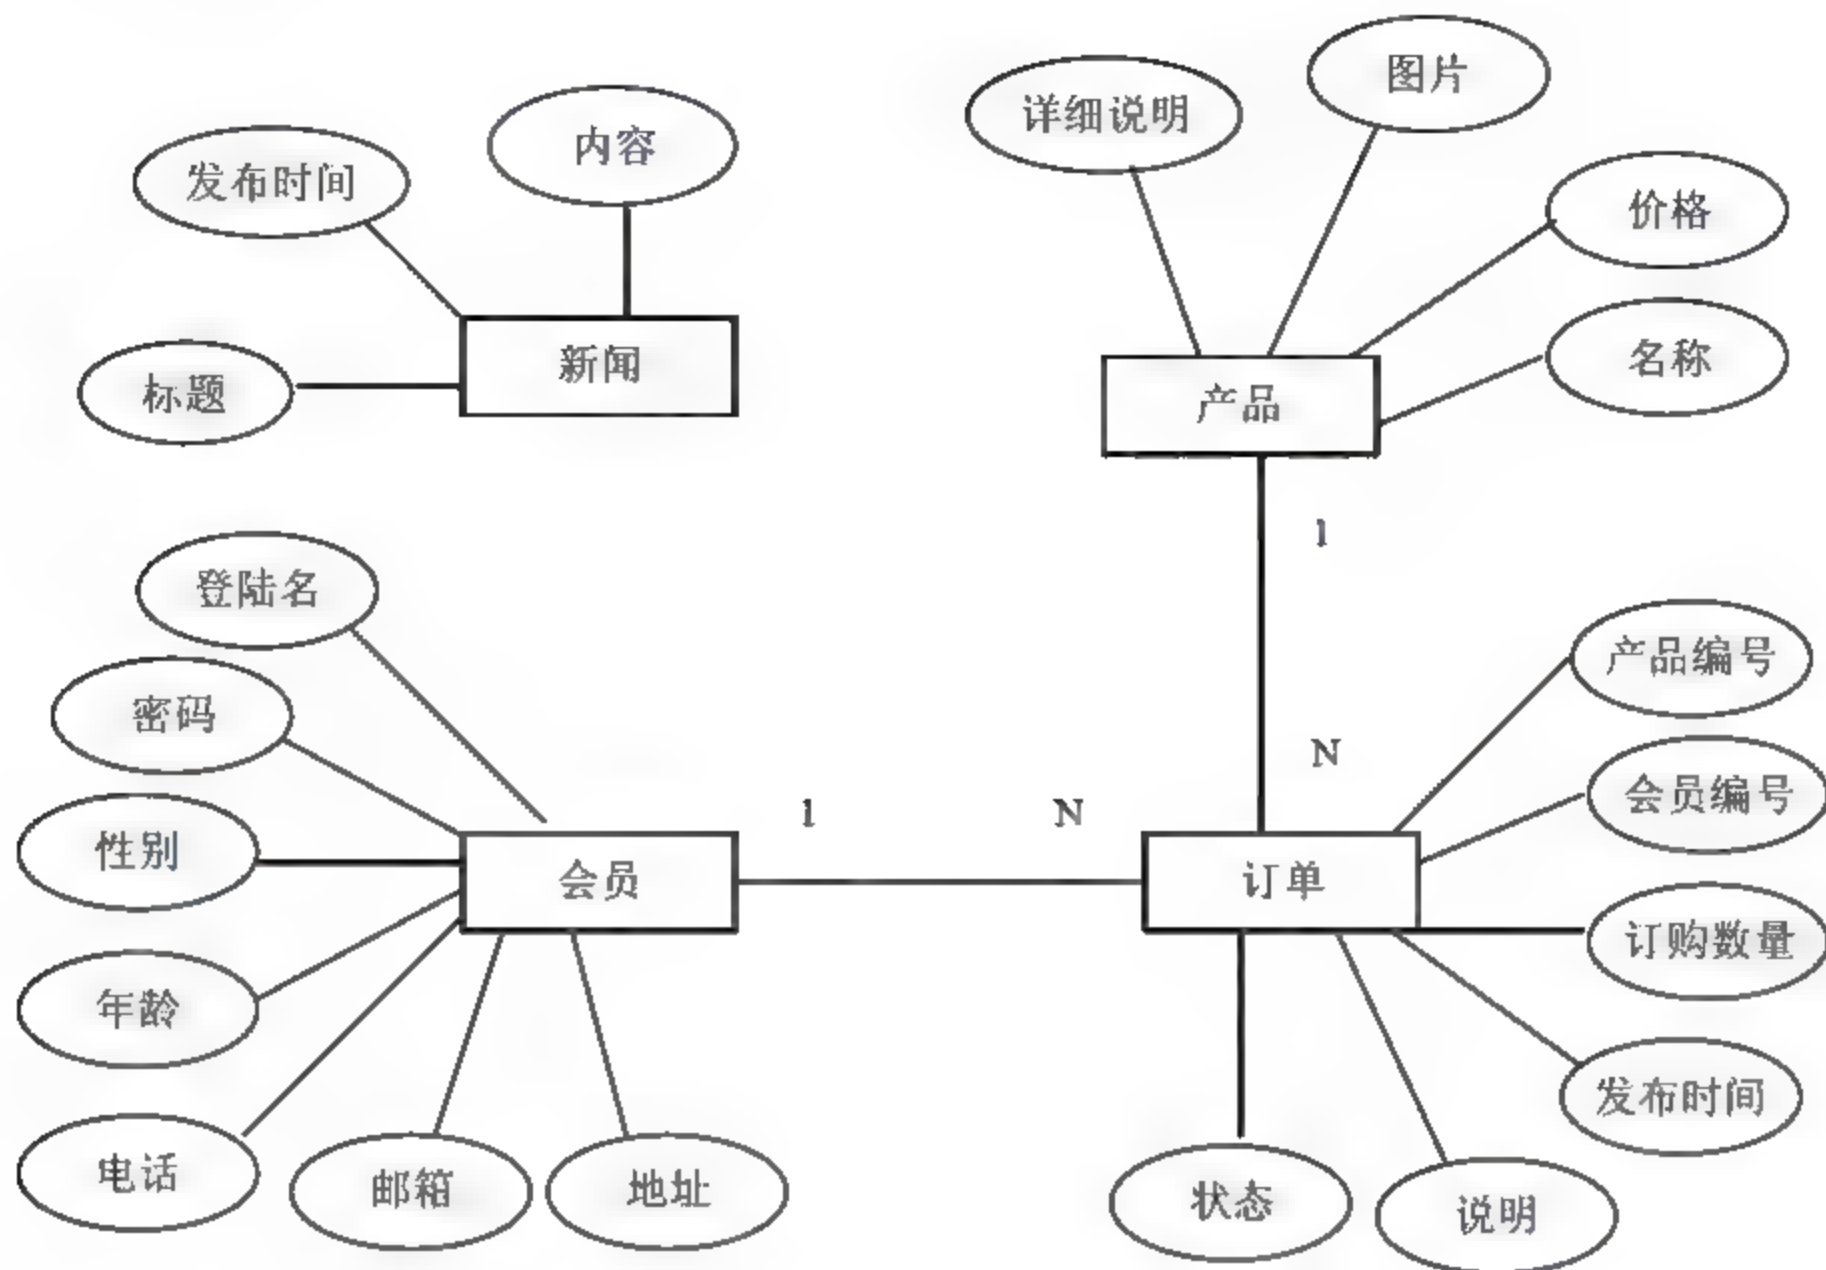 图片
详细说明
内容
发布时间
价格
新闻
名称
标题
产品
1
登陆名
产品编号
密码
N
会员编号
1
N
性别
会员
订单
订购数量
年龄
发布时间
电话
邮箱
地址
状态
说明